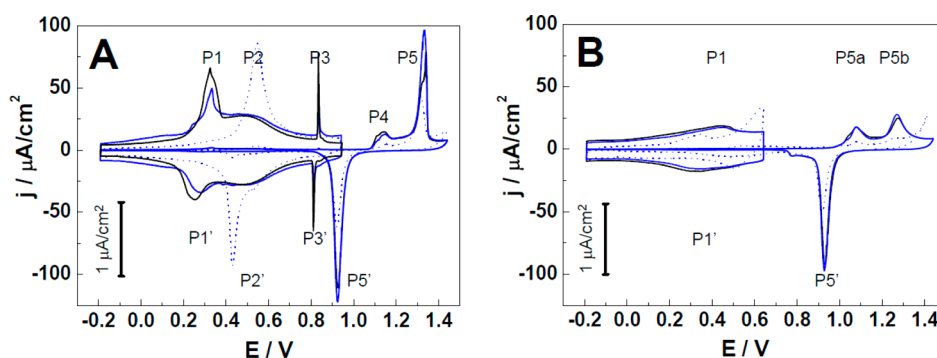 A
P1
P2
P3
P4
P5
P1’
P2’
P3’
P5’
1 µA/cm²
j / µA/cm²
100
50
0
-50
-100
-0.2 0.0 0.2 0.4 0.6 0.8 1.0 1.2 1.4
E / V
B
P1
P5a
P5b
P1’
P5’
1 µA/cm²
j / µA/cm²
100
50
0
-50
-100
-0.2 0.0 0.2 0.4 0.6 0.8 1.0 1.2 1.4
E / V